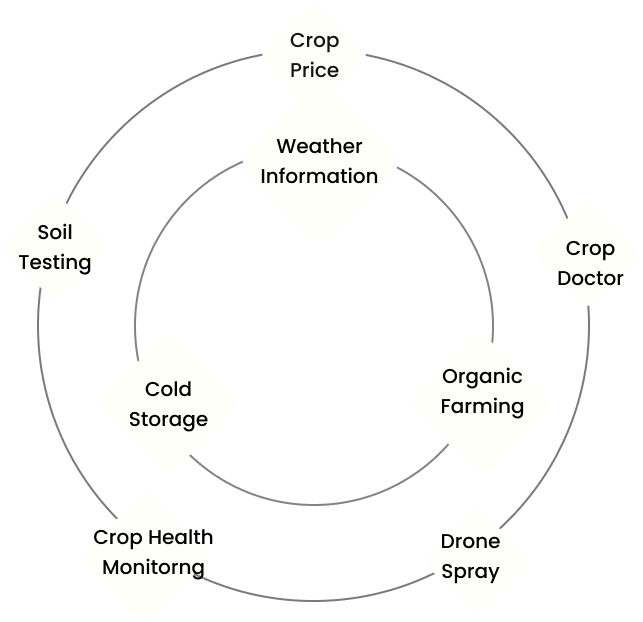 Crop
Price
Weather
Information
Soil
Testing
Crop
Doctor
Cold
Storage
Organic
Farming
Crop Health
Monitorng
Drone
Spray